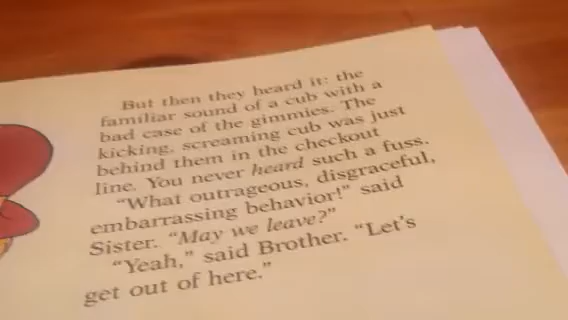 But then they heard it: the
familiar sound of a cub with a
bad case of the gimmies. The
kicking, screaming cub was just
behind them in the checkout
line. You never heard such a fuss.
“What outrageous, disgraceful,
embarrassing behavior!” said
Sister. “May we leave?”
“Yeah,” said Brother. “Let’s
get out of here.”